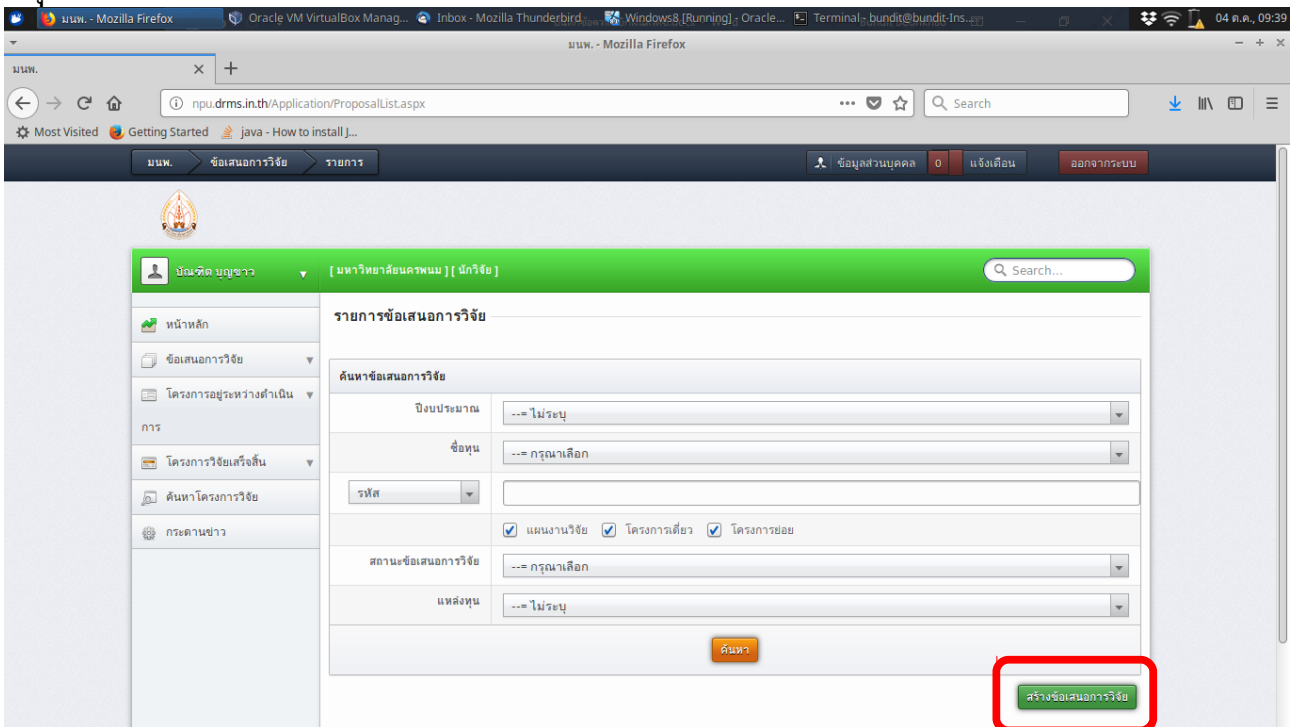 มนพ. - Mozilla Firefox
Oracle VM VirtualBox Manag...
Inbox - Mozilla Thunderbird
Windows8 [Running] - Oracle...
Terminal - bundit@bundit-Ins...
04 ต.ค., 09:39
มนพ. - Mozilla Firefox
มนพ.
npu.drms.in.th/Application/ProposalList.aspx
Search
Most Visited
Getting Started
java - How to install J...
มนพ.
ข้อเสนอการวิจัย
รายการ
ข้อมูลส่วนบุคคล
0
แจ้งเตือน
ออกจากระบบ
บัณฑิต บุญขาว
[ มหาวิทยาลัยนครพนม ] [ นักวิจัย ]
Search...
หน้าหลัก
ข้อเสนอการวิจัย
โครงการอยู่ระหว่างดำเนิน
การ
โครงการวิจัยเสร็จสิ้น
ค้นหาโครงการวิจัย
กระดานข่าว
รายการข้อเสนอการวิจัย
ค้นหาข้อเสนอการวิจัย
ปีงบประมาณ
--= ไม่ระบุ
ชื่อทุน
--= กรุณาเลือก
รหัส
แผนงานวิจัย
โครงการเดี่ยว
โครงการย่อย
สถานะข้อเสนอการวิจัย
--= กรุณาเลือก
แหล่งทุน
--= ไม่ระบุ
ค้นหา
สร้างข้อเสนอการวิจัย